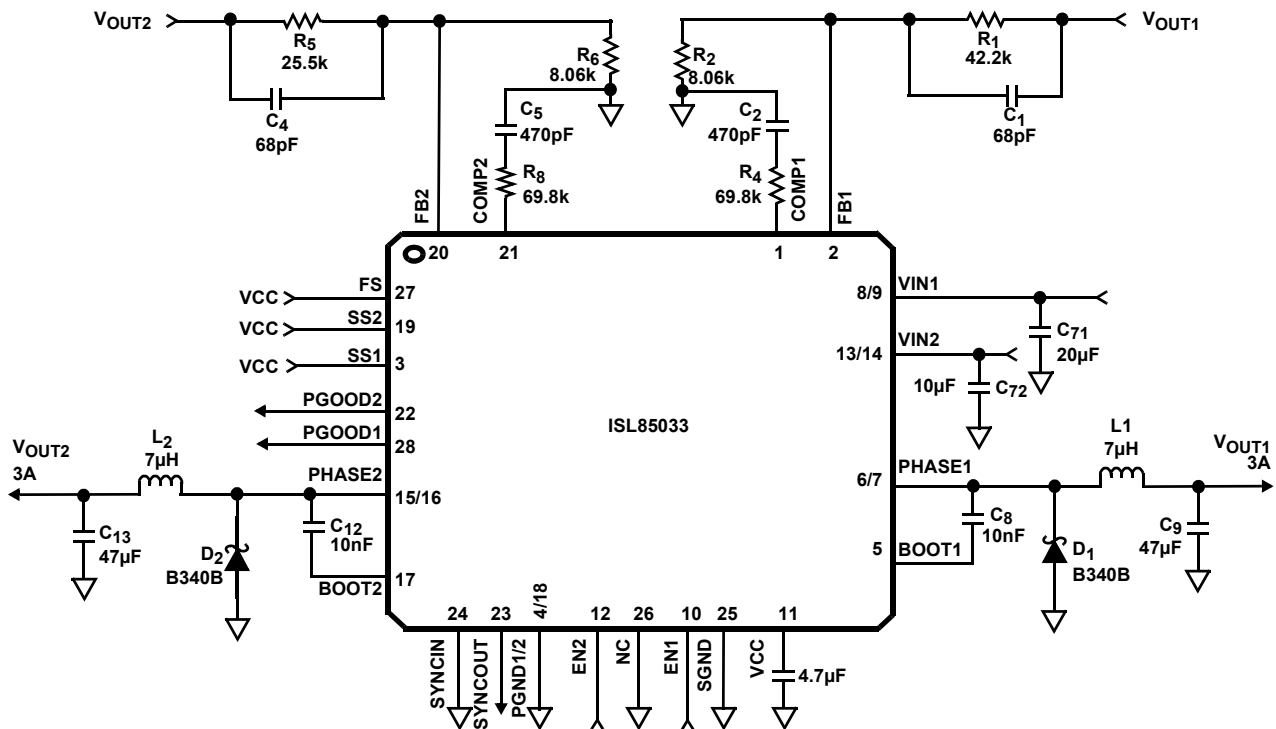 VOUT2
R5
25.5k
C4
68pF
R6
8.06k
C5
470pF
R8
69.8k
COMP2
FB2
R2
8.06k
C2
470pF
R4
69.8k
COMP1
FB1
R1
42.2k
VOUT1
C1
68pF
20
21
1
2
VCC
FS
27
VCC
SS2
19
VCC
SS1
3
PGOOD2
22
PGOOD1
28
VOUT2
3A
L2
7µH
PHASE2
15/16
C13
47µF
D2
B340B
C12
10nF
BOOT2
17
ISL85033
8/9
VIN1
C71
20µF
13/14
VIN2
10µF
C72
6/7
PHASE1
L1
7µH
VOUT1
3A
C8
10nF
5
BOOT1
D1
B340B
C9
47µF
24
23
4/18
12
26
10
25
11
SYNCIN
SYNCOUT
PGND1/2
EN2
NC
EN1
SGND
VCC
4.7µF